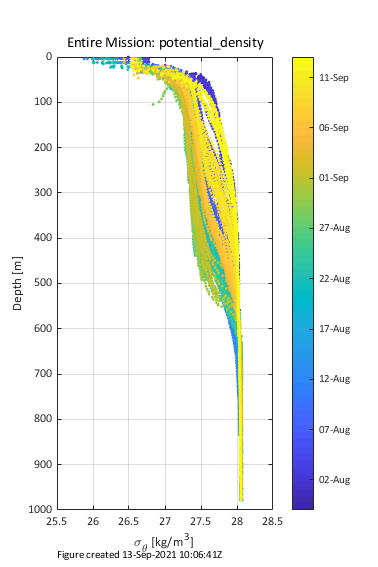 Entire Mission: potential_density
0
100
200
300
400
500
600
700
800
900
1000
Depth [m]
25.5 26 26.5 27 27.5 28 28.5
σθ [kg/m³]
11-Sep
06-Sep
01-Sep
27-Aug
22-Aug
17-Aug
12-Aug
07-Aug
02-Aug
Figure created 13-Sep-2021 10:06:41Z